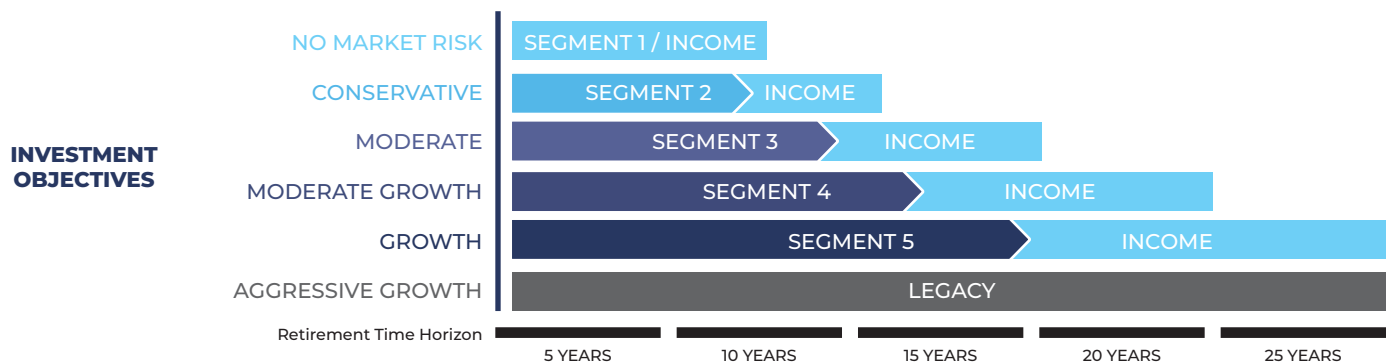 NO MARKET RISK
SEGMENT 1 / INCOME
CONSERVATIVE
SEGMENT 2
INCOME
MODERATE
SEGMENT 3
INCOME
INVESTMENT
OBJECTIVES
MODERATE GROWTH
SEGMENT 4
INCOME
GROWTH
SEGMENT 5
INCOME
AGGRESSIVE GROWTH
LEGACY
Retirement Time Horizon
5 YEARS
10 YEARS
15 YEARS
20 YEARS
25 YEARS